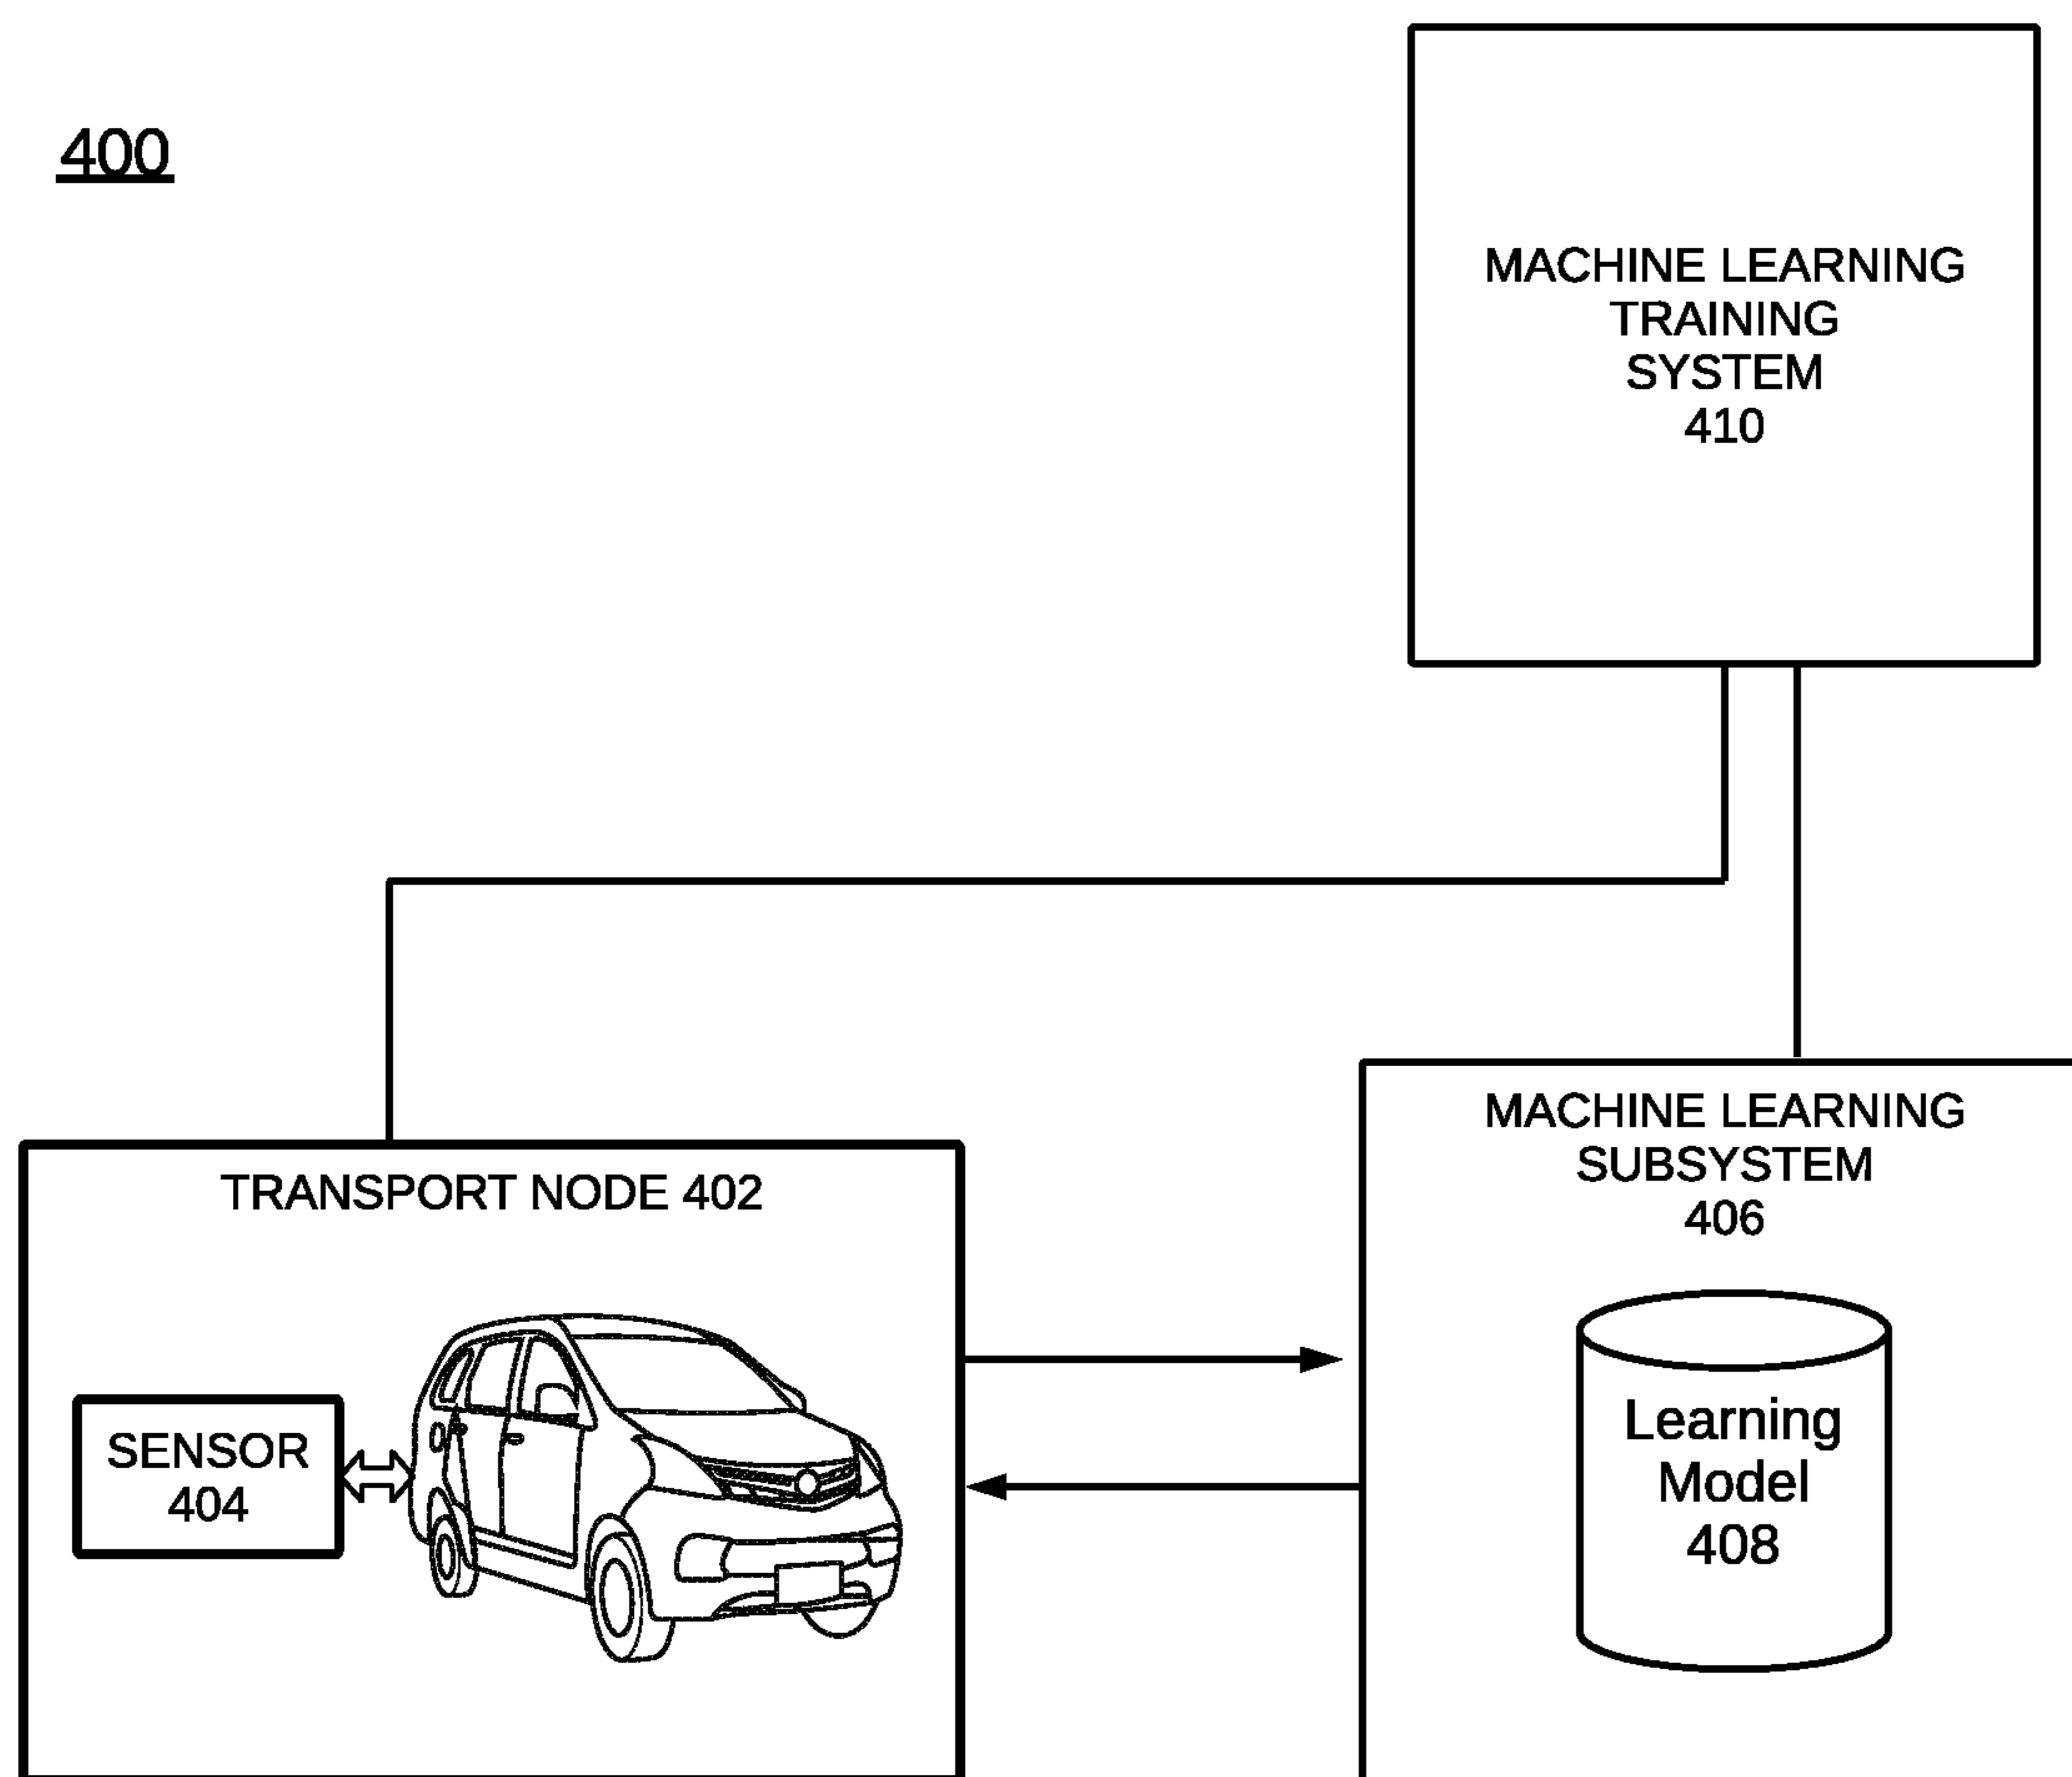 400
MACHINE LEARNING
TRAINING
SYSTEM
410
TRANSPORT NODE 402
SENSOR
404
MACHINE LEARNING
SUBSYSTEM
406
Learning
Model
408